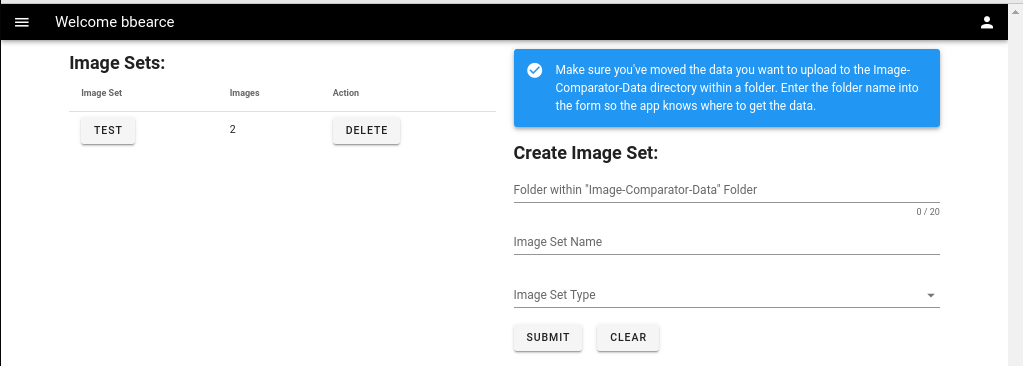 Welcome bbearce
Image Sets:
Image Set Images Action
TEST 2 DELETE
Make sure you've moved the data you want to upload to the Image-
Comparator-Data directory within a folder. Enter the folder name into
the form so the app knows where to get the data.
Create Image Set:
Folder within "Image-Comparator-Data" Folder
0 / 20
Image Set Name
Image Set Type
SUBMIT CLEAR